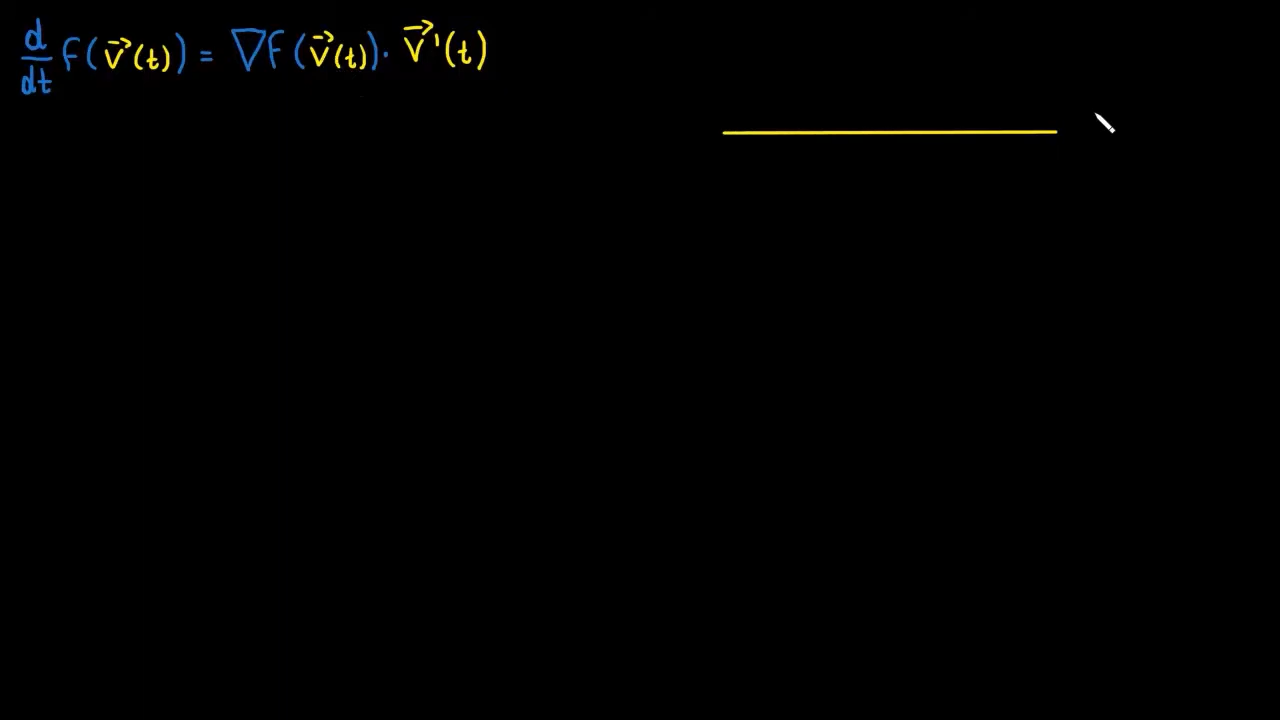 d/dt f(v⃗(t)) = ∇f(v⃗(t)) · v⃗'(t)